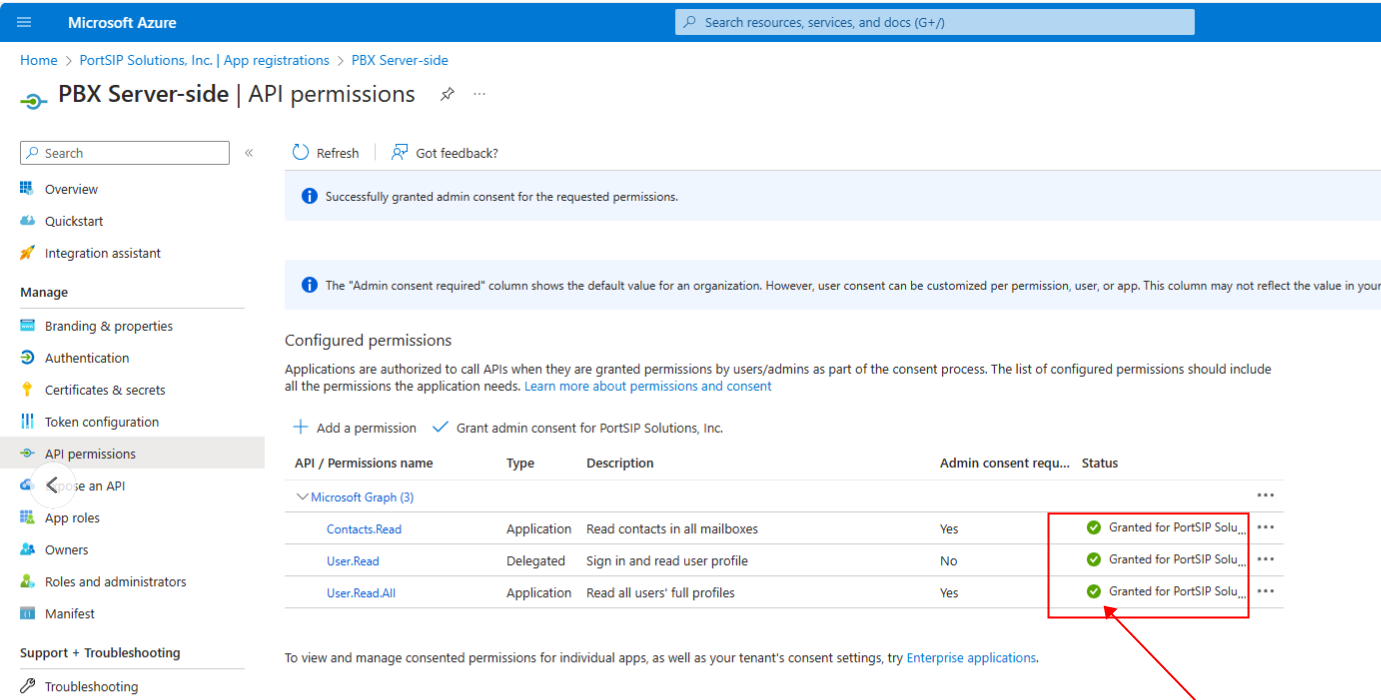 Microsoft Azure
Search resources, services, and docs (G+/)
Home > PortSIP Solutions, Inc. | App registrations > PBX Server-side
PBX Server-side | API permissions
Search
Refresh
Got feedback?
Overview
Successfully granted admin consent for the requested permissions.
Quickstart
Integration assistant
The "Admin consent required" column shows the default value for an organization. However, user consent can be customized per permission, user, or app. This column may not reflect the value in your
Manage
Branding & properties
Configured permissions
Authentication
Applications are authorized to call APIs when they are granted permissions by users/admins as part of the consent process. The list of configured permissions should include
all the permissions the application needs. Learn more about permissions and consent
Certificates & secrets
Token configuration
Add a permission
Grant admin consent for PortSIP Solutions, Inc.
API permissions
API / Permissions name Type Description Admin consent requ... Status
pose an API
Microsoft Graph (3)
App roles
Contacts.Read Application Read contacts in all mailboxes Yes Granted for PortSIP Solu...
Owners
User.Read Delegated Sign in and read user profile No Granted for PortSIP Solu...
Roles and administrators
User.Read.All Application Read all users' full profiles Yes Granted for PortSIP Solu...
Manifest
Support + Troubleshooting
To view and manage consented permissions for individual apps, as well as your tenant's consent settings, try Enterprise applications.
Troubleshooting